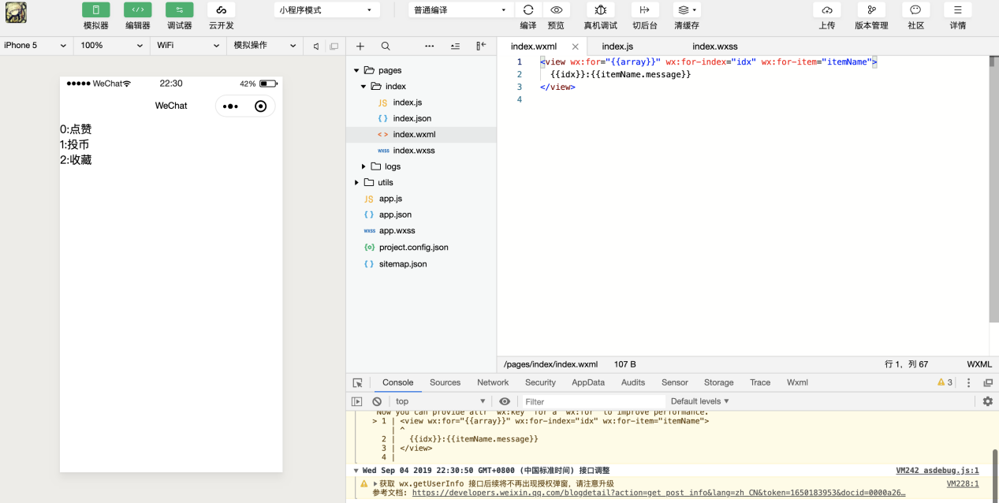 模拟器 编辑器 调试器 云开发 小程序模式 普通编译 编译 预览 真机调试 切后台 清缓存 上传 版本管理 社区 详情
iPhone 5 100% WiFi 模拟操作
WeChat 22:30 42%
WeChat
0:点赞
1:投币
2:收藏
pages
index
JS index.js
{ } index.json
< > index.wxml
wxss index.wxss
logs
utils
JS app.js
{ } app.json
wxss app.wxss
{o} project.config.json
{ } sitemap.json
index.wxml index.js index.wxss
1 <view wx:for="{{array}}" wx:for-index="idx" wx:for-item="itemName">
2 {{idx}}:{{itemName.message}}
3 </view>
4
/pages/index/index.wxml 107 B 行 1，列 67 WXML
Console Sources Network Security AppData Audits Sensor Storage Trace Wxml 3
top Filter Default levels
Now you can provide attr `wx:key` for a `wx:for` to improve performance.
> 1 | <view wx:for="{{array}}" wx:for-index="idx" wx:for-item="itemName">
| ^
2 | {{idx}}:{{itemName.message}}
3 | </view>
4 |
Wed Sep 04 2019 22:30:50 GMT+0800 (中国标准时间) 接口调整 VM242 asdebug.js:1
获取 wx.getUserInfo 接口后续将不再出现授权弹窗，请注意升级 VM228:1
参考文档: https://developers.weixin.qq.com/blogdetail?action=get_post_info&lang=zh_CN&token=1650183953&docid=0000a26…